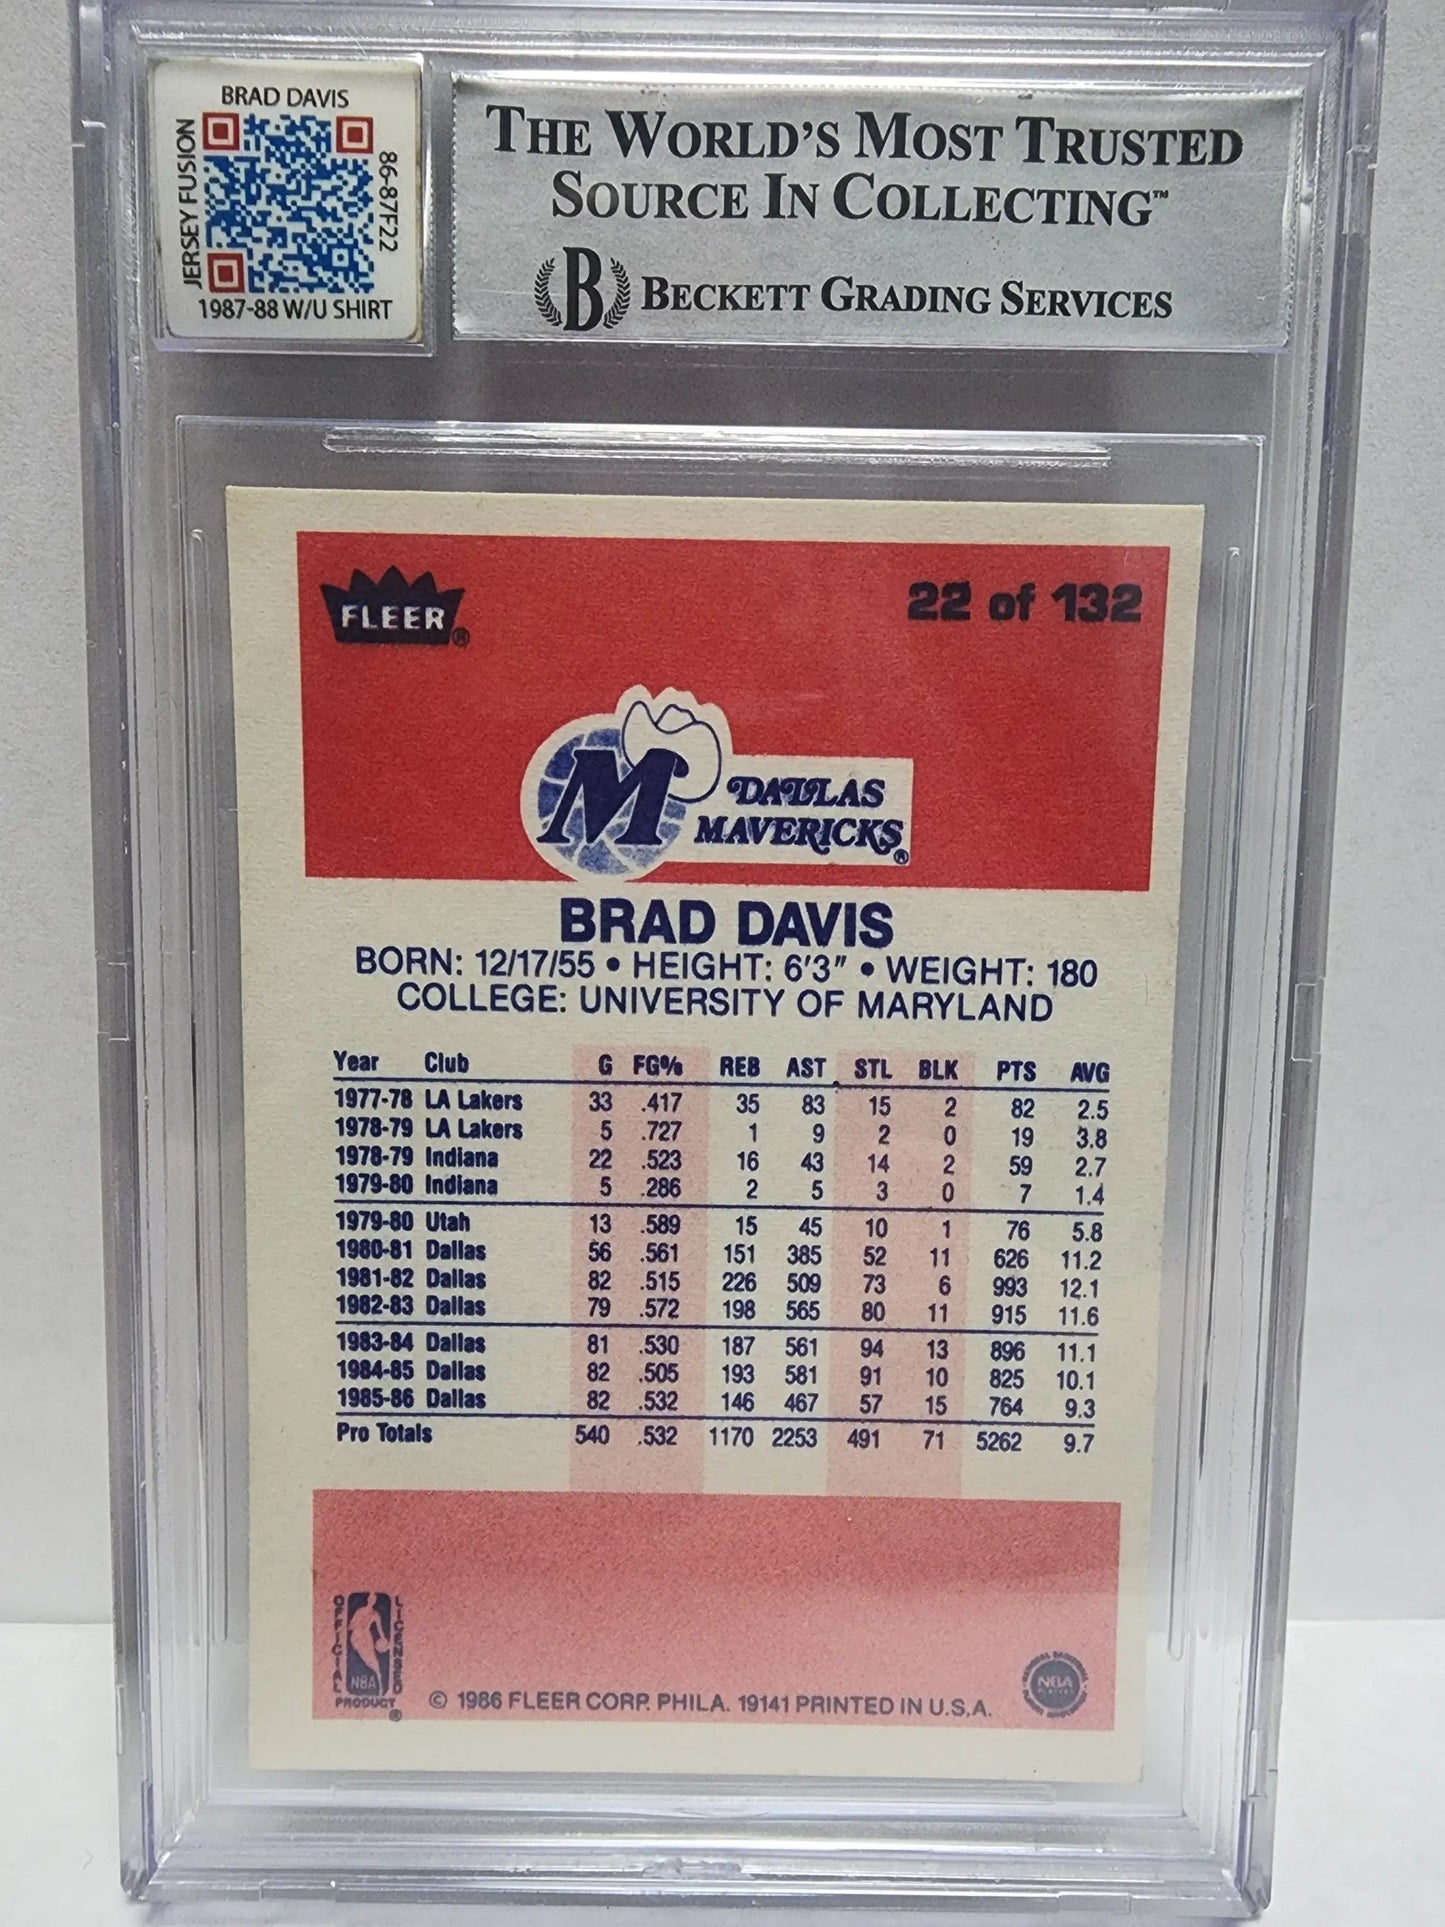 BRAD DAVIS
JERSEY FUSION
86-87F22
1987-88 W/U SHIRT
THE WORLD'S MOST TRUSTED
SOURCE IN COLLECTING™
B BECKETT GRADING SERVICES
FLEER®
22 of 132
M DALLAS
MAVERICKS®
BRAD DAVIS
BORN: 12/17/55 • HEIGHT: 6'3" • WEIGHT: 180
COLLEGE: UNIVERSITY OF MARYLAND
Year Club G FG% REB AST STL BLK PTS AVG
1977-78 LA Lakers 33 .417 35 83 15 2 82 2.5
1978-79 LA Lakers 5 .727 1 9 2 0 19 3.8
1978-79 Indiana 22 .523 16 43 14 2 59 2.7
1979-80 Indiana 5 .286 2 5 3 0 7 1.4
1979-80 Utah 13 .589 15 45 10 1 76 5.8
1980-81 Dallas 56 .561 151 385 52 11 626 11.2
1981-82 Dallas 82 .515 226 509 73 6 993 12.1
1982-83 Dallas 79 .572 198 565 80 11 915 11.6
1983-84 Dallas 81 .530 187 561 94 13 896 11.1
1984-85 Dallas 82 .505 193 581 91 10 825 10.1
1985-86 Dallas 82 .532 146 467 57 15 764 9.3
Pro Totals 540 .532 1170 2253 491 71 5262 9.7
OFFICIAL
LICENSED
NBA
PRODUCT®
© 1986 FLEER CORP. PHILA. 19141 PRINTED IN U.S.A.
NBA
PLAYERS